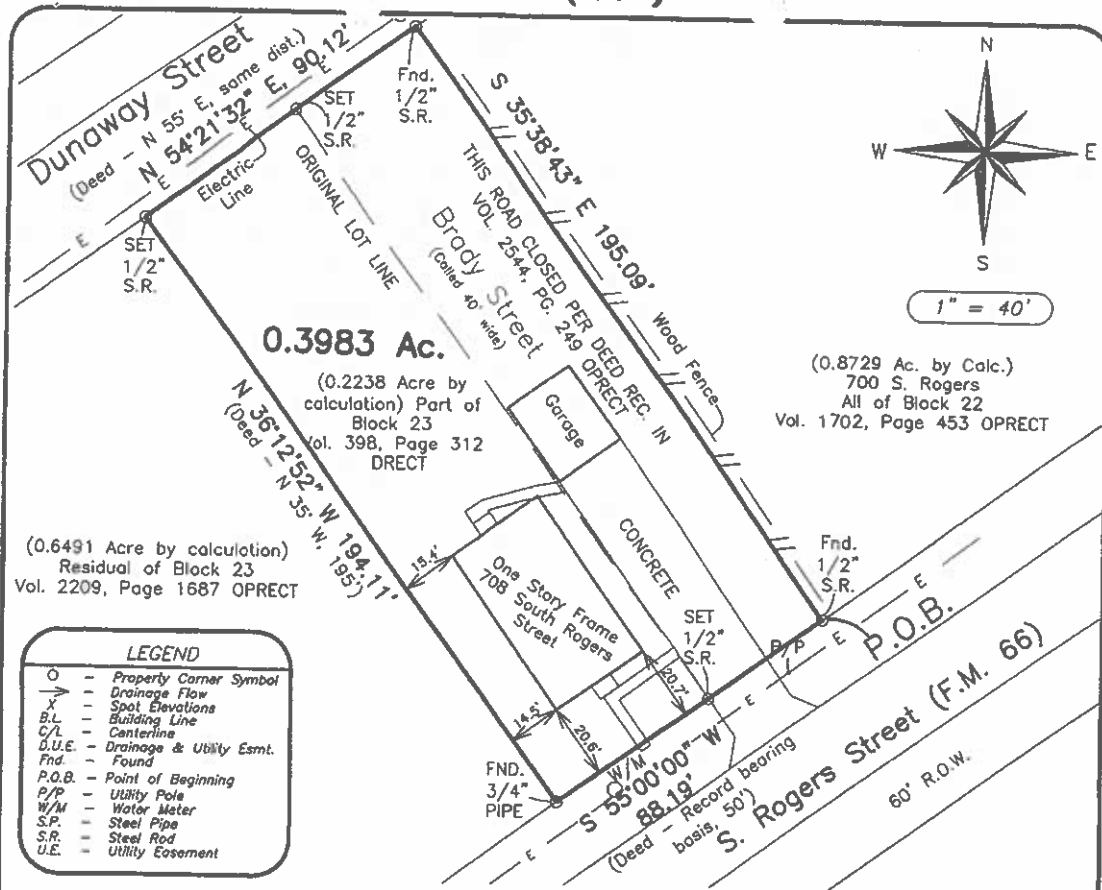 Dunaway Street
(Deed - N 55° E, same dist.)
N 54°21'32" E, 90.12'
E
E
E
E
Electric
Line
SET
1/2"
S.R.
SET
1/2"
S.R.
Fnd.
1/2"
S.R.
N
W
E
S
1" = 40'
S 35°38'43" E 195.09'
THIS ROAD CLOSED PER DEED REC. IN
VOL. 2544, PG. 249 OPRECT
Brady Street
(Called 40' wide)
ORIGINAL LOT LINE
Wood Fence
0.3983 Ac.
(0.2238 Acre by
calculation) Part of
Block 23
Vol. 398, Page 312
DRECT
(0.8729 Ac. by Calc.)
700 S. Rogers
All of Block 22
Vol. 1702, Page 453 OPRECT
N 36°12'52" W 194.11'
(Deed - N 35° W, 195')
Garage
CONCRETE
(0.6491 Acre by calculation)
Residual of Block 23
Vol. 2209, Page 1687 OPRECT
15.4'
One Story Frame
708 South Rogers
Street
14.5'
20.6'
20.7'
SET
1/2"
S.R.
Fnd.
1/2"
S.R.
P.O.B.
P/P
W/M
FND.
3/4"
PIPE
E
E
E
E
E
S 55°00'00" W
88.19'
(Deed - Record bearing
basis, 50')
S. Rogers Street (F.M. 66)
60' R.O.W.
LEGEND
O - Property Corner Symbol
→ - Drainage Flow
X - Spot Elevations
B.L - Building Line
C/L - Centerline
D.U.E. - Drainage & Utility Esmt.
Fnd. - Found
P.O.B. - Point of Beginning
P/P - Utility Pole
W/M - Water Meter
S.P. - Steel Pipe
S.R. - Steel Rod
U.E. - Utility Easement